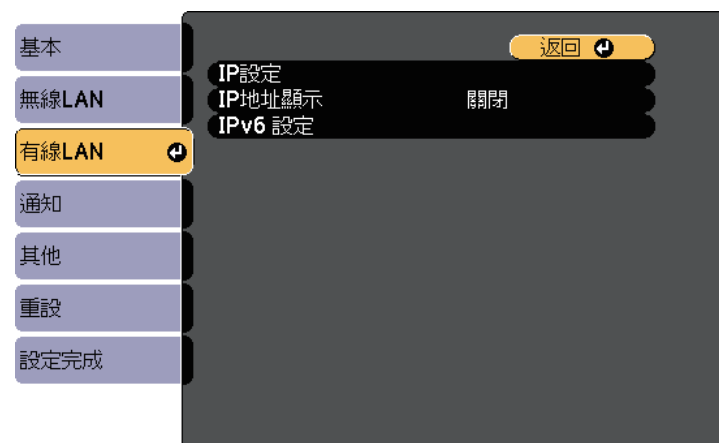 基本
無線LAN
有線LAN
通知
其他
重設
設定完成
返回
IP設定
IP地址顯示 關閉
IPv6 設定